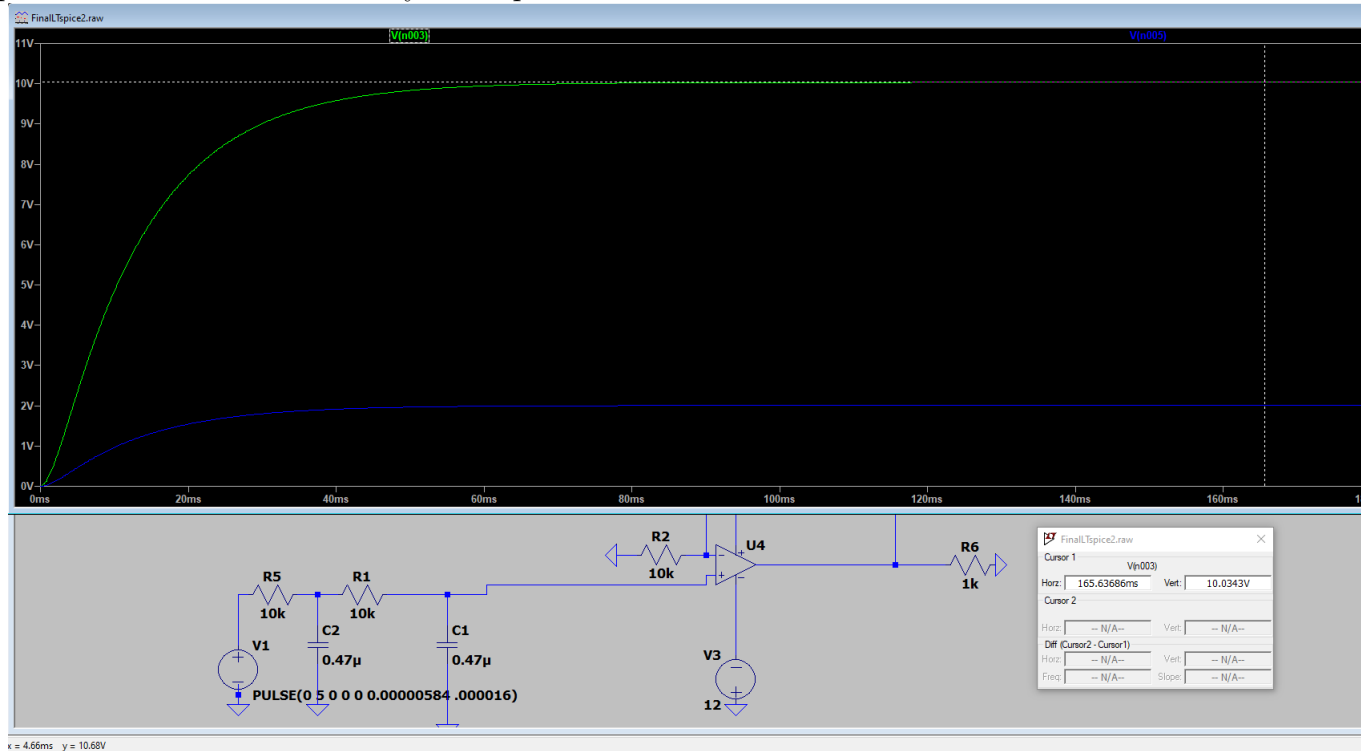 FinalLTspice2.raw
V(n003) V(n005)
11V
10V
9V
8V
7V
6V
5V
4V
3V
2V
1V
0V
0ms 20ms 40ms 60ms 80ms 100ms 120ms 140ms 160ms
R2
10k
U4
R6
1k
R5
10k
R1
10k
C2
0.47µ
C1
0.47µ
V1
PULSE(0 5 0 0 0 0.00000584 .000016)
V3
12
FinalLTspice2.raw
Cursor 1
V(n003)
Horz: 165.63686ms Vert: 10.0343V
Cursor 2
Horz: -- N/A-- Vert: -- N/A--
Diff (Cursor2 - Cursor1)
Horz: -- N/A-- Vert: -- N/A--
Freq: -- N/A-- Slope: -- N/A--
x = 4.66ms y = 10.68V